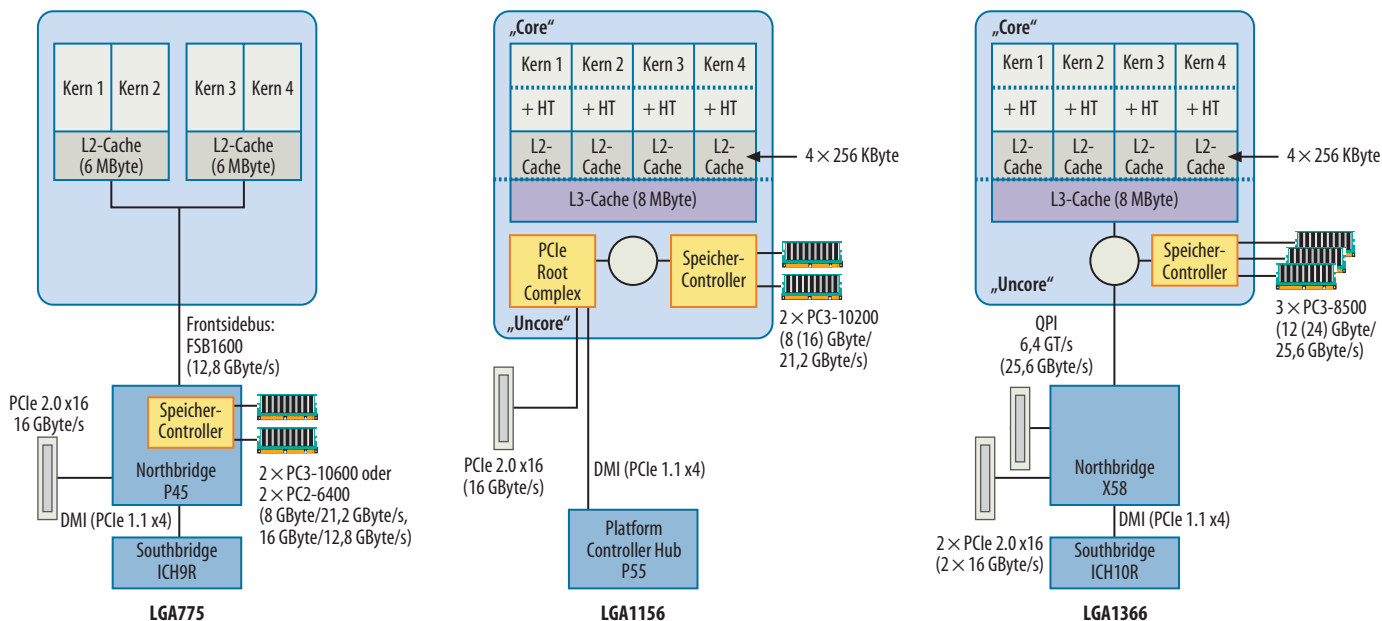 Kern 1
Kern 2
Kern 3
Kern 4
L2-Cache
(6 MByte)
L2-Cache
(6 MByte)
Frontsidebus:
FSB1600
(12,8 GByte/s)
PCIe 2.0 x16
16 GByte/s
Speicher-
Controller
Northbridge
P45
2 × PC3-10600 oder
2 × PC2-6400
(8 GByte/21,2 GByte/s,
16 GByte/12,8 GByte/s)
DMI (PCIe 1.1 x4)
Southbridge
ICH9R
LGA775
„Core“
Kern 1
Kern 2
Kern 3
Kern 4
+ HT
+ HT
+ HT
+ HT
L2-
Cache
L2-
Cache
L2-
Cache
L2-
Cache
4 × 256 KByte
L3-Cache (8 MByte)
PCIe
Root
Complex
Speicher-
Controller
„Uncore“
2 × PC3-10200
(8 (16) GByte/
21,2 GByte/s)
PCIe 2.0 x16
(16 GByte/s)
DMI (PCIe 1.1 x4)
Platform
Controller Hub
P55
LGA1156
„Core“
Kern 1
Kern 2
Kern 3
Kern 4
+ HT
+ HT
+ HT
+ HT
L2-
Cache
L2-
Cache
L2-
Cache
L2-
Cache
4 × 256 KByte
L3-Cache (8 MByte)
Speicher-
Controller
„Uncore“
3 × PC3-8500
(12 (24) GByte/
25,6 GByte/s)
QPI
6,4 GT/s
(25,6 GByte/s)
Northbridge
X58
2 × PCIe 2.0 x16
(2 × 16 GByte/s)
DMI (PCIe 1.1 x4)
Southbridge
ICH10R
LGA1366